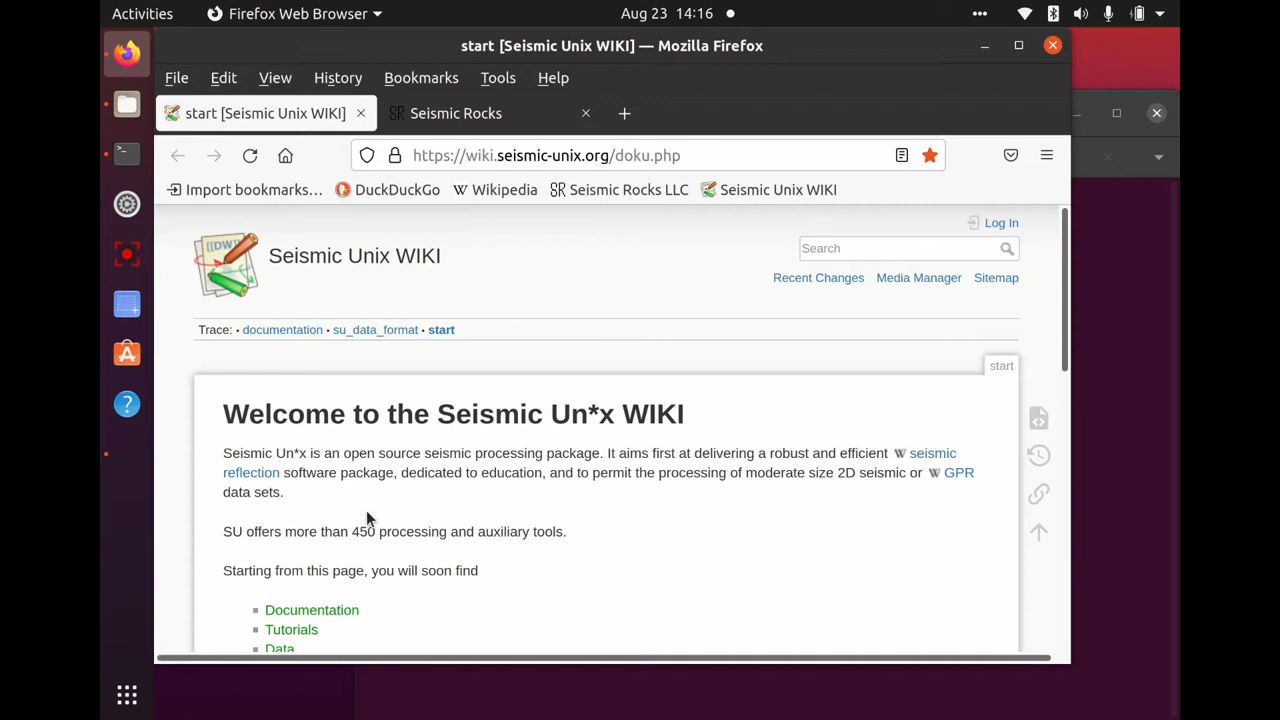 Activities Firefox Web Browser Aug 23 14:16
start [Seismic Unix WIKI] — Mozilla Firefox
File Edit View History Bookmarks Tools Help
start [Seismic Unix WIKI] SR Seismic Rocks
https://wiki.seismic-unix.org/doku.php
Import bookmarks… DuckDuckGo W Wikipedia SR Seismic Rocks LLC Seismic Unix WIKI
Log In
[[DW]] Seismic Unix WIKI
Search
Recent Changes Media Manager Sitemap
Trace: • documentation • su_data_format • start
start
Welcome to the Seismic Un*x WIKI
Seismic Un*x is an open source seismic processing package. It aims first at delivering a robust and efficient W seismic
reflection software package, dedicated to education, and to permit the processing of moderate size 2D seismic or W GPR
data sets.
SU offers more than 450 processing and auxiliary tools.
Starting from this page, you will soon find
Documentation
Tutorials
Data